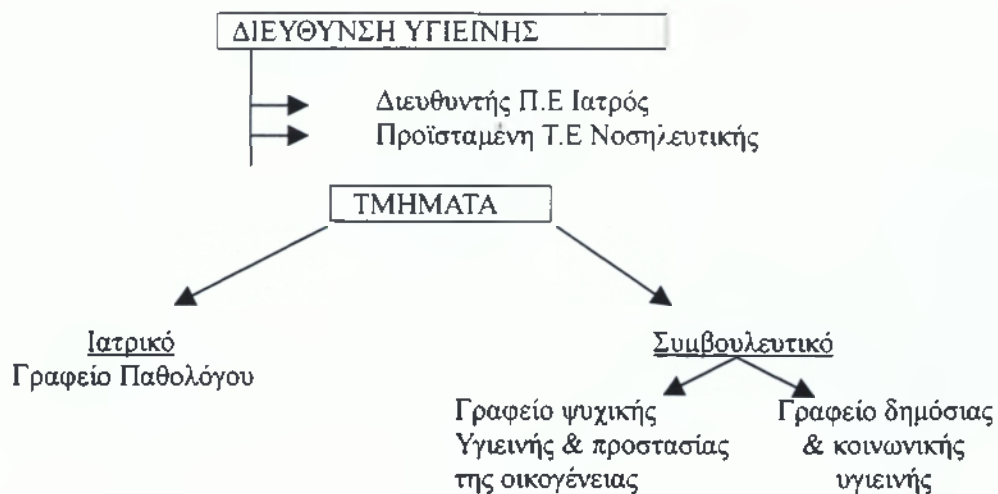 ΔΙΕΥΘΥΝΣΗ ΥΓΙΕΙΝΗΣ
Διευθυντής Π.Ε Ιατρός
Προϊσταμένη Τ.Ε Νοσηλευτικής
ΤΜΗΜΑΤΑ
Ιατρικό
Γραφείο Παθολόγου
Συμβουλευτικό
Γραφείο ψυχικής
Υγιεινής & προστασίας
της οικογένειας
Γραφείο δημόσιας
& κοινωνικής
υγιεινής